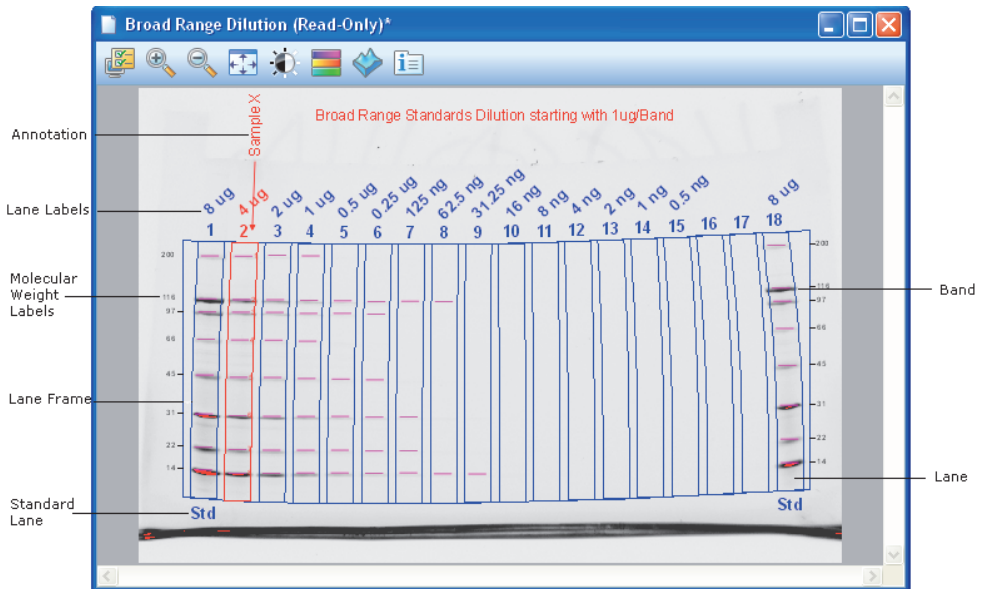 Broad Range Dilution (Read-Only)*
Broad Range Standards Dilution starting with 1ug/Band
Sample X
Annotation
Lane Labels
8 ug 4 ug 2 ug 1 ug 0.5 ug 0.25 ug 125 ng 62.5 ng 31.25 ng 16 ng 8 ng 4 ng 2 ng 1 ng 0.5 ng 8 ug
1 2 3 4 5 6 7 8 9 10 11 12 13 14 15 16 17 18
Molecular
Weight
Labels
200
116
97
66
45
31
22
14
200
116
97
66
45
31
22
14
Band
Lane Frame
Lane
Standard
Lane
Std
Std